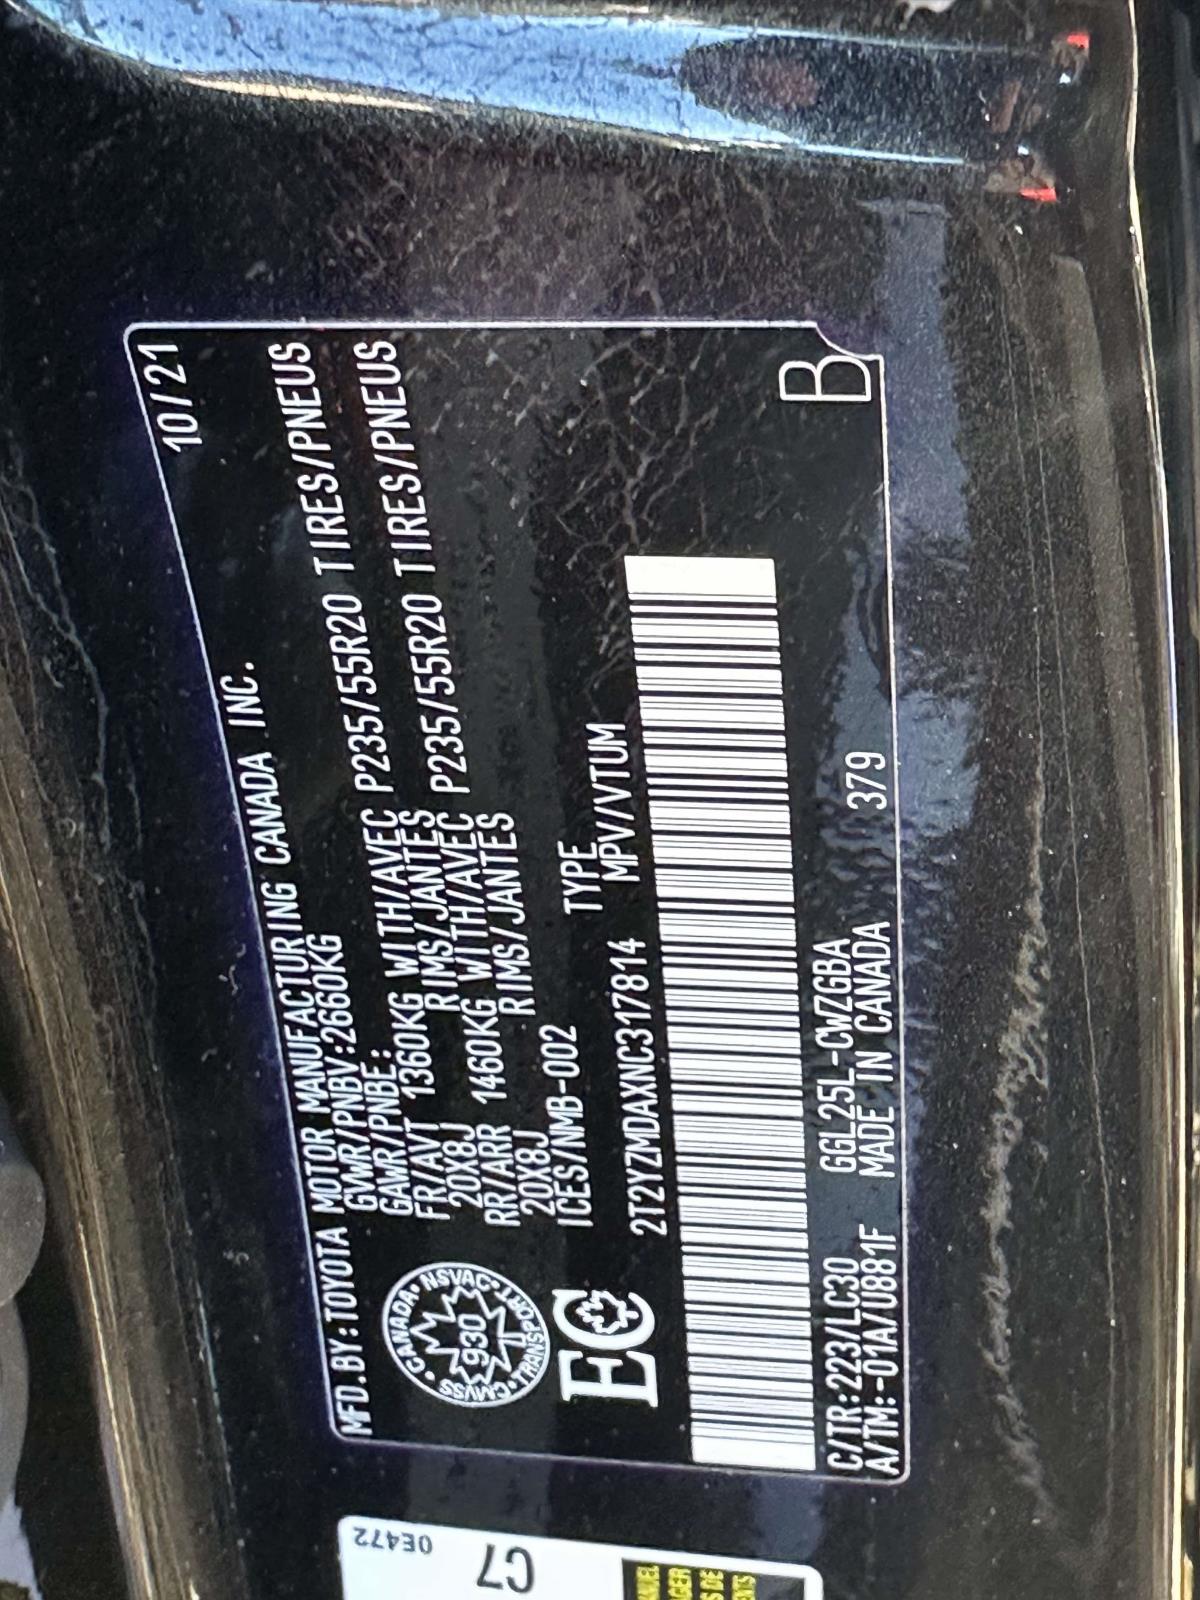 10/21
MFD.BY:TOYOTA MOTOR MANUFACTURING CANADA INC.
GVWR/PNBV:2660KG
GAWR/PNBE:
FR/AVT 1360KG WITH/AVEC P235/55R20 TIRES/PNEUS
20X8J RIMS/JANTES
RR/ARR 1460KG WITH/AVEC P235/55R20 TIRES/PNEUS
20X8J RIMS/JANTES
ICES/NMB-002 TYPE
2T2YZMDAXNC317814 MPV/VTUM
CANADA • NSVAC • TRANSPORT • CMVSS
930
EC
B
C/TR:223/LC30 GGL25L-CWZGBA
A/TM:-01A/U881F MADE IN CANADA 379
0E472
C7